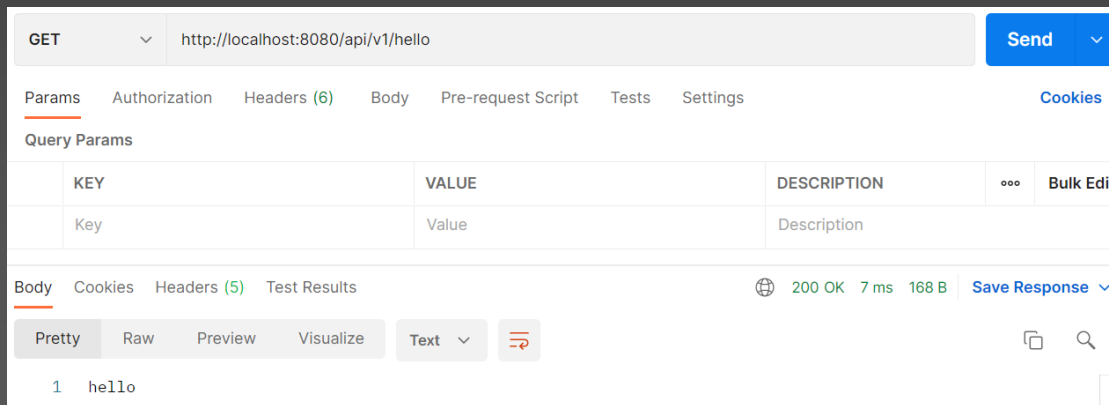 GET http://localhost:8080/api/v1/hello Send
Params Authorization Headers (6) Body Pre-request Script Tests Settings Cookies
Query Params
KEY VALUE DESCRIPTION ooo Bulk Edi
Key Value Description
Body Cookies Headers (5) Test Results 200 OK 7 ms 168 B Save Response
Pretty Raw Preview Visualize Text
1 hello